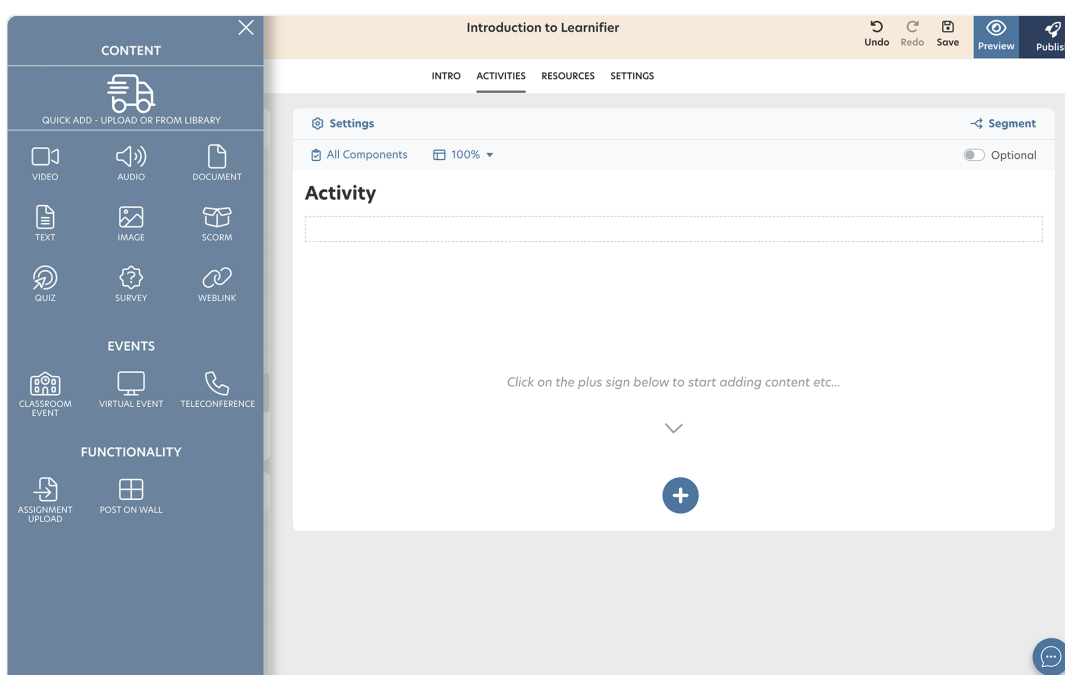 CONTENT
QUICK ADD - UPLOAD OR FROM LIBRARY
VIDEO
AUDIO
DOCUMENT
TEXT
IMAGE
SCORM
QUIZ
SURVEY
WEBLINK
EVENTS
CLASSROOM
EVENT
VIRTUAL EVENT
TELECONFERENCE
FUNCTIONALITY
ASSIGNMENT
UPLOAD
POST ON WALL
Introduction to Learnifier
Undo
Redo
Save
Preview
Publis
INTRO ACTIVITIES RESOURCES SETTINGS
Settings
Segment
All Components
100%
Optional
Activity
Click on the plus sign below to start adding content etc...